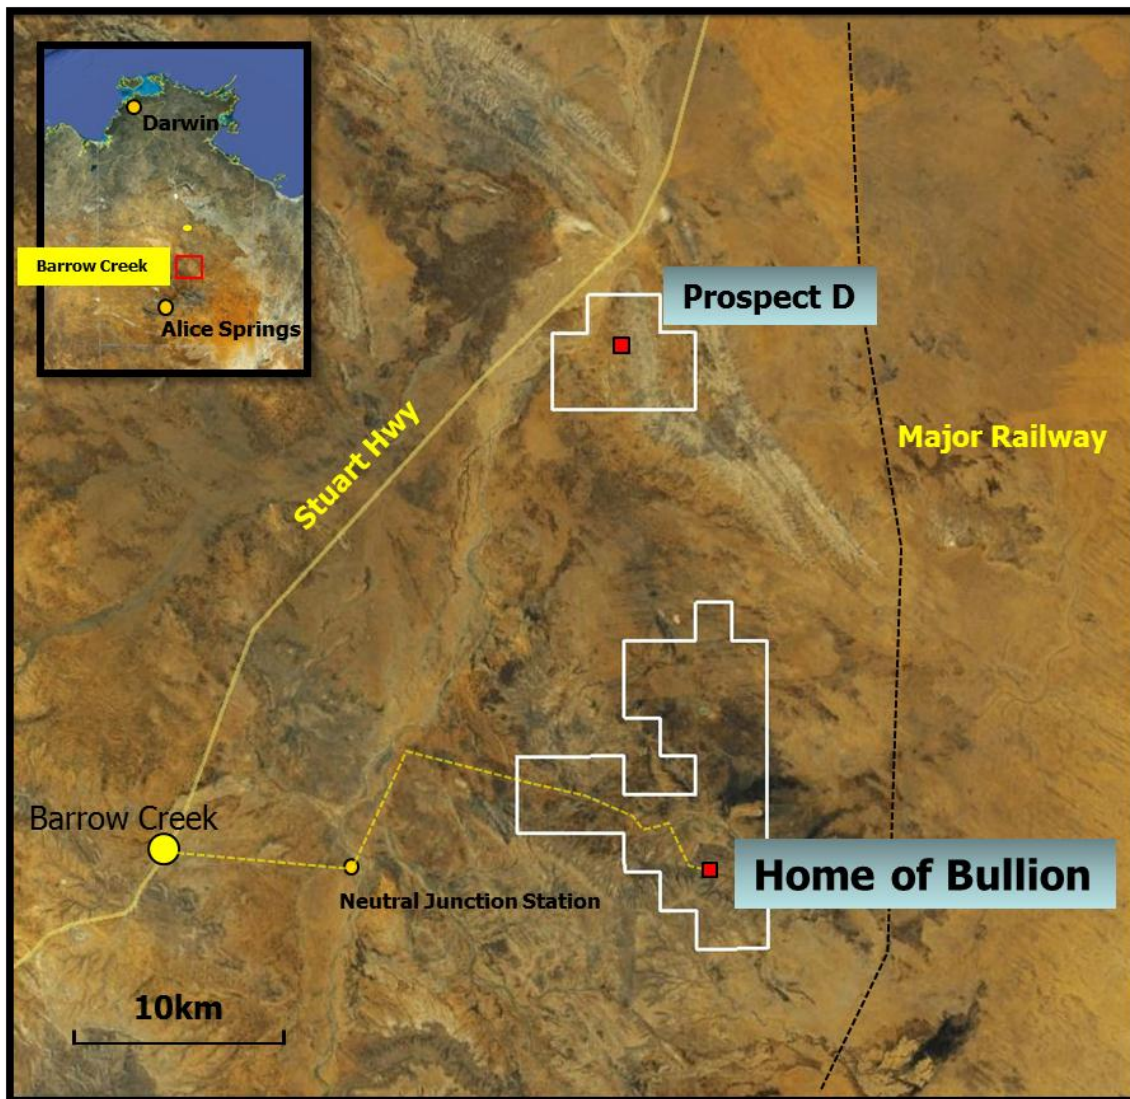 Darwin
Barrow Creek
Alice Springs
Prospect D
Stuart Hwy
Major Railway
Barrow Creek
Home of Bullion
Neutral Junction Station
10km